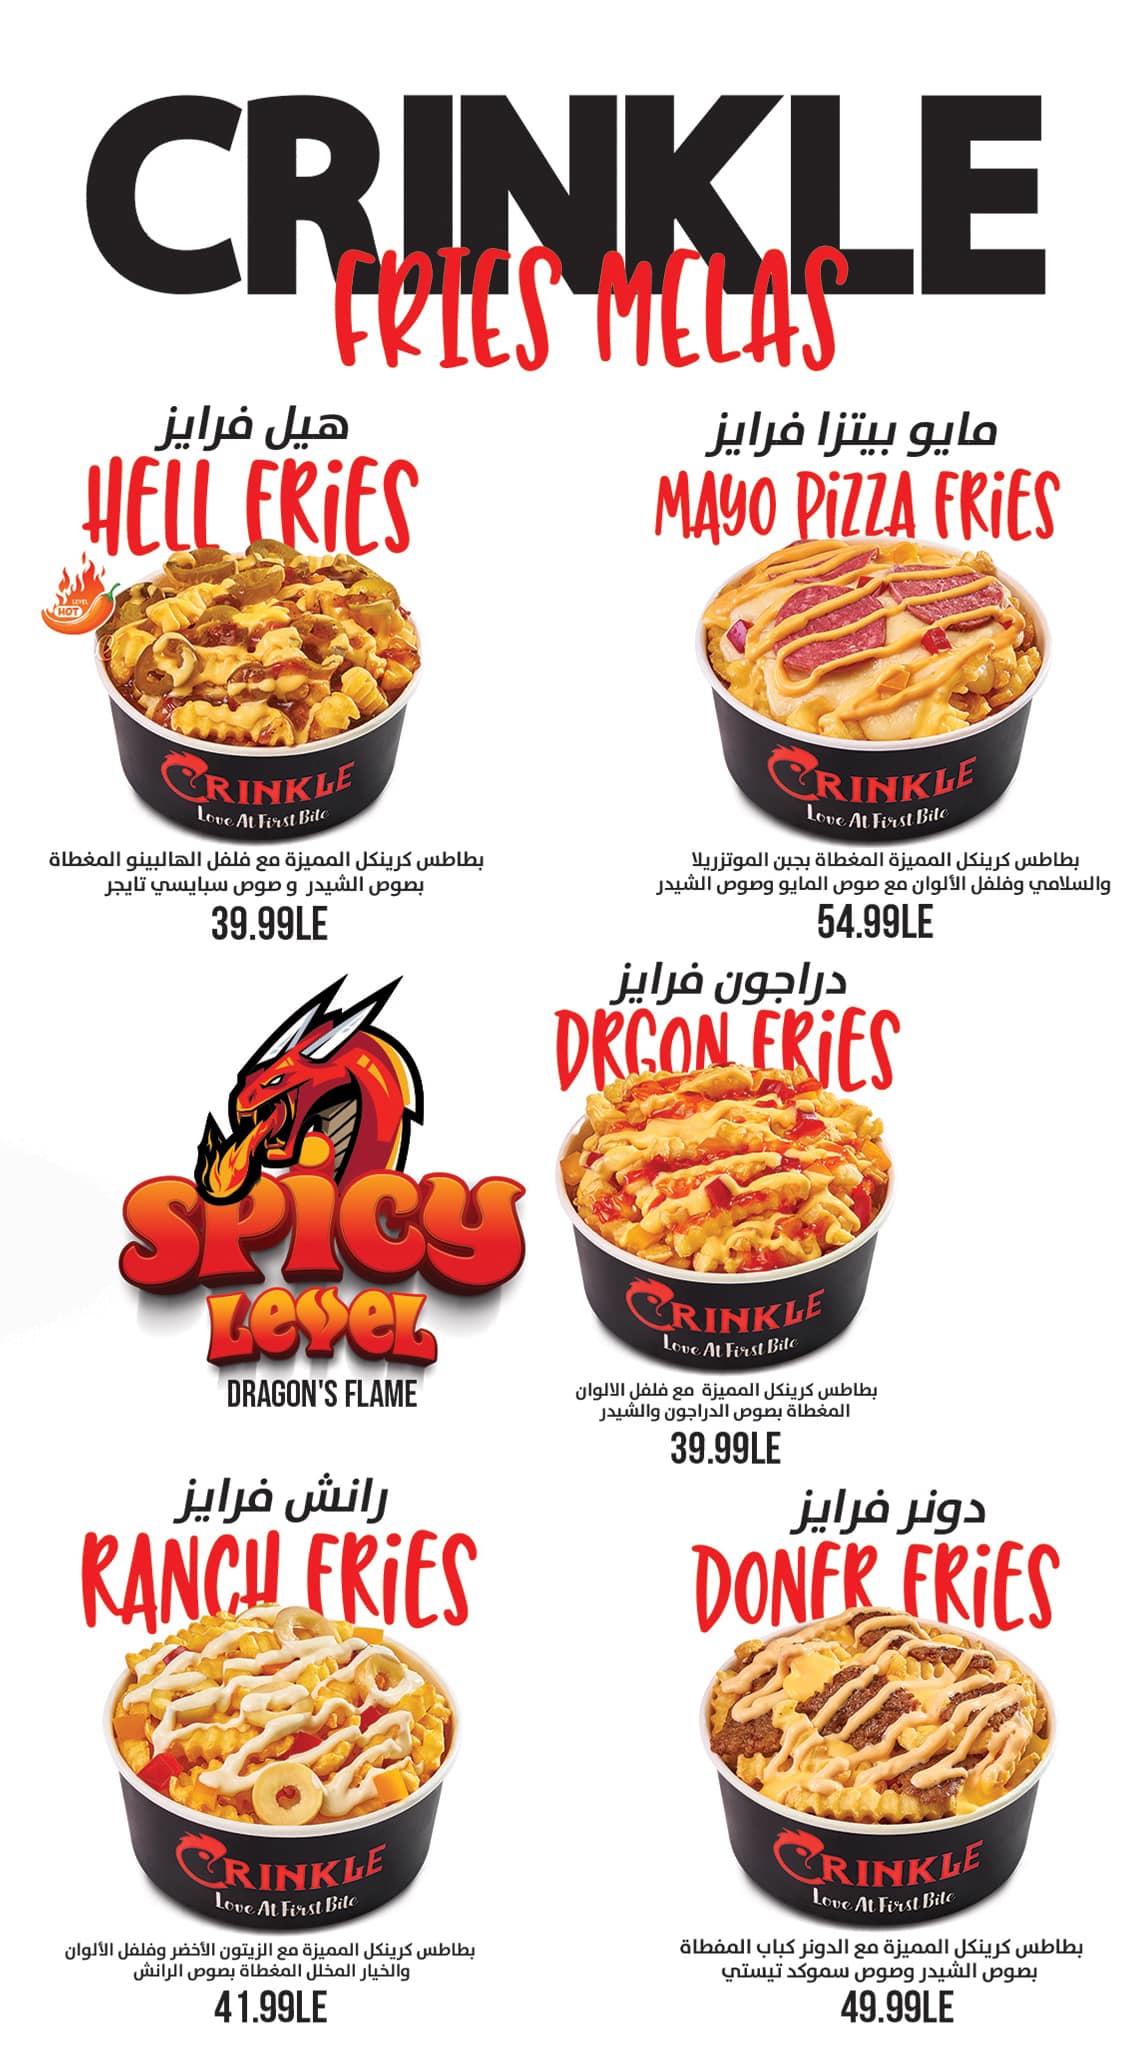 CRINKLE
FRIES MELAS
هيل فرايز
HELL FRIES
LEVEL
HOT
CRINKLE
Love At First Bite
بطاطس كرينكل المميزة مع فلفل الهالبينو المغطاة
بصوص الشيدر و صوص سبايسي تايجر
39.99LE
مايو بيتزا فرايز
MAYO PIZZA FRIES
CRINKLE
Love At First Bite
بطاطس كرينكل المميزة المغطاة بجبن الموتزريلا
والسلامي وفلفل الألوان مع صوص المايو وصوص الشيدر
54.99LE
SPICY
LEVEL
DRAGON'S FLAME
دراجون فرايز
DRGON FRIES
CRINKLE
Love At First Bite
بطاطس كرينكل المميزة مع فلفل الالوان
المغطاة بصوص الدراجون والشيدر
39.99LE
رانش فرايز
RANCH FRIES
CRINKLE
Love At First Bite
بطاطس كرينكل المميزة مع الزيتون الأخضر وفلفل الألوان
والخيار المخلل المغطاة بصوص الرانش
41.99LE
دونر فرايز
DONER FRIES
CRINKLE
Love At First Bite
بطاطس كرينكل المميزة مع الدونر كباب المغطاة
بصوص الشيدر وصوص سموكد تيستي
49.99LE